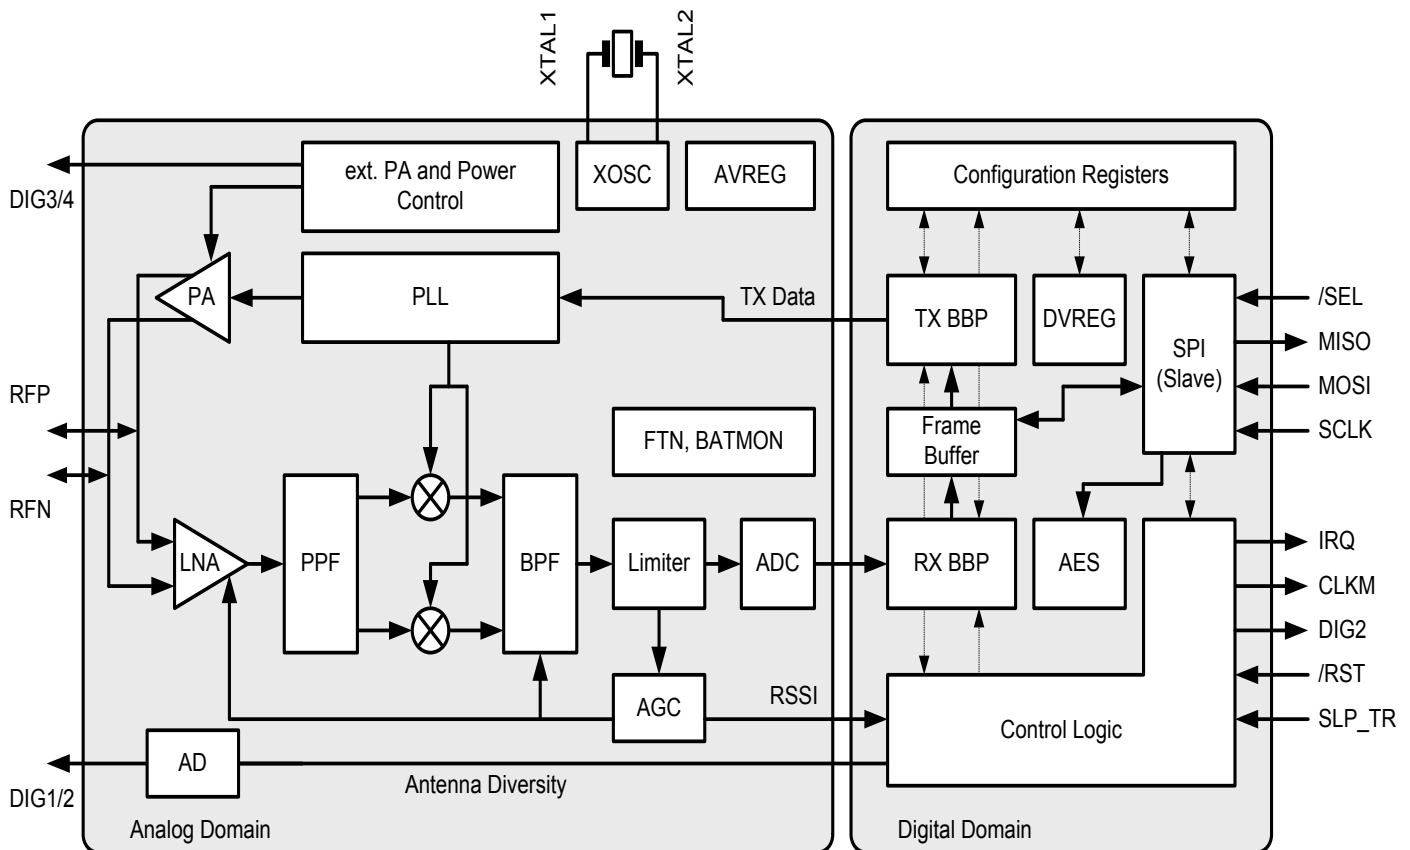 XTAL1
XTAL2
ext. PA and Power
Control
XOSC
AVREG
Configuration Registers
DIG3/4
PA
PLL
TX Data
TX BBP
DVREG
SPI
(Slave)
/SEL
MISO
MOSI
SCLK
RFP
RFN
FTN, BATMON
Frame
Buffer
LNA
PPF
BPF
Limiter
ADC
RX BBP
AES
IRQ
CLKM
DIG2
/RST
SLP_TR
AGC
RSSI
Control Logic
AD
Antenna Diversity
DIG1/2
Analog Domain
Digital Domain